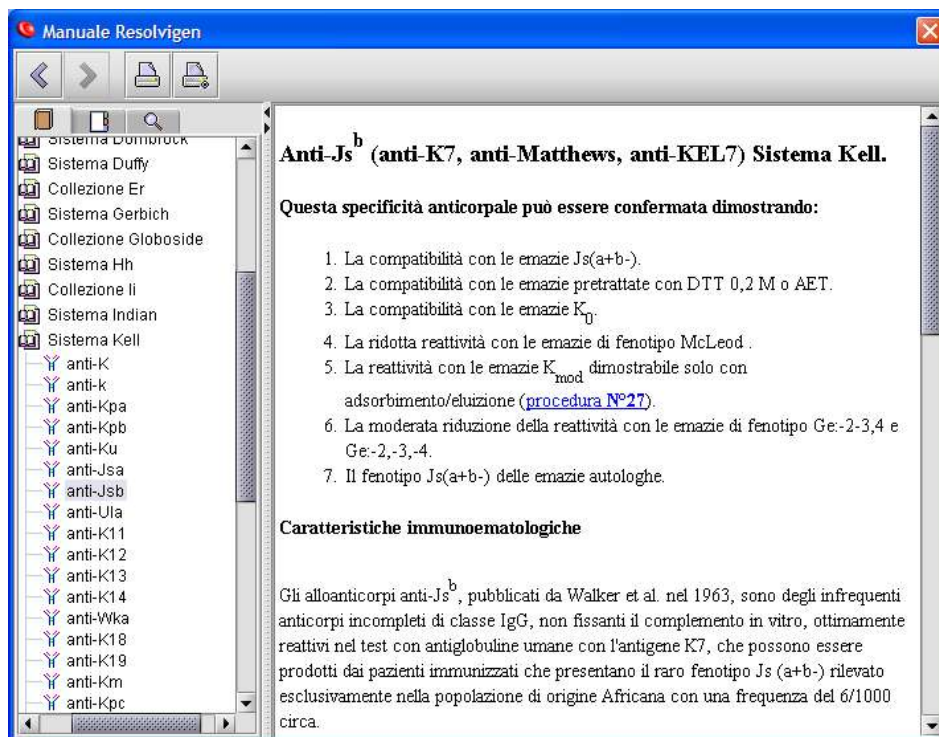 Manuale Resolvigen
Sistema Dombrock
Sistema Duffy
Collezione Er
Sistema Gerbich
Collezione Globoside
Sistema Hh
Collezione Ii
Sistema Indian
Sistema Kell
anti-K
anti-k
anti-Kpa
anti-Kpb
anti-Ku
anti-Jsa
anti-Jsb
anti-Ula
anti-K11
anti-K12
anti-K13
anti-K14
anti-Wka
anti-K18
anti-K19
anti-Km
anti-Kpc
Anti-Js^b (anti-K7, anti-Matthews, anti-KEL7) Sistema Kell.
Questa specificità anticorpale può essere confermata dimostrando:
1. La compatibilità con le emazie Js(a+b-).
2. La compatibilità con le emazie pretrattate con DTT 0,2 M o AET.
3. La compatibilità con le emazie K_0.
4. La ridotta reattività con le emazie di fenotipo McLeod .
5. La reattività con le emazie K_mod dimostrabile solo con
adsorbimento/eluizione (procedura N°27).
6. La moderata riduzione della reattività con le emazie di fenotipo Ge:-2-3,4 e
Ge:-2,-3,-4.
7. Il fenotipo Js(a+b-) delle emazie autologhe.
Caratteristiche immunoematologiche
Gli alloanticorpi anti-Js^b, pubblicati da Walker et al. nel 1963, sono degli infrequenti
anticorpi incompleti di classe IgG, non fissanti il complemento in vitro, ottimamente
reattivi nel test con antiglobuline umane con l'antigene K7, che possono essere
prodotti dai pazienti immunizzati che presentano il raro fenotipo Js (a+b-) rilevato
esclusivamente nella popolazione di origine Africana con una frequenza del 6/1000
circa.